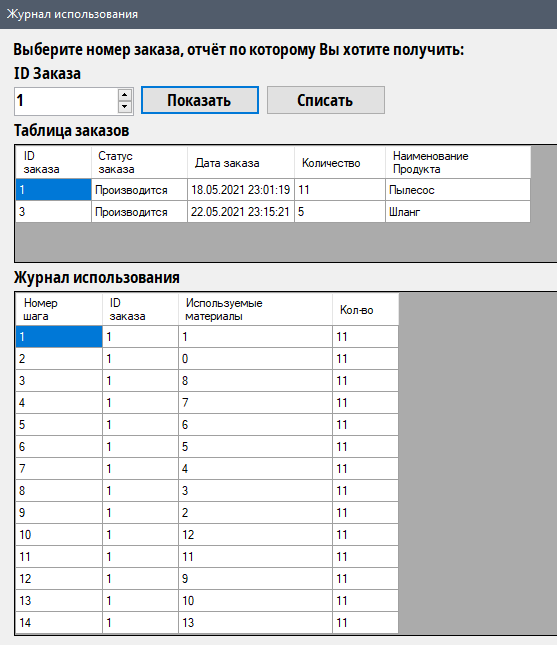 Журнал использования
Выберите номер заказа, отчёт по которому Вы хотите получить:
ID Заказа
1 Показать Списать
Таблица заказов
ID заказа Статус заказа Дата заказа Количество Наименование Продукта
1 Производится 18.05.2021 23:01:19 11 Пылесос
3 Производится 22.05.2021 23:15:21 5 Шланг
Журнал использования
Номер шага ID заказа Используемые материалы Кол-во
1 1 1 11
2 1 0 11
3 1 8 11
4 1 7 11
5 1 6 11
6 1 5 11
7 1 4 11
8 1 3 11
9 1 2 11
10 1 12 11
11 1 11 11
12 1 9 11
13 1 10 11
14 1 13 11